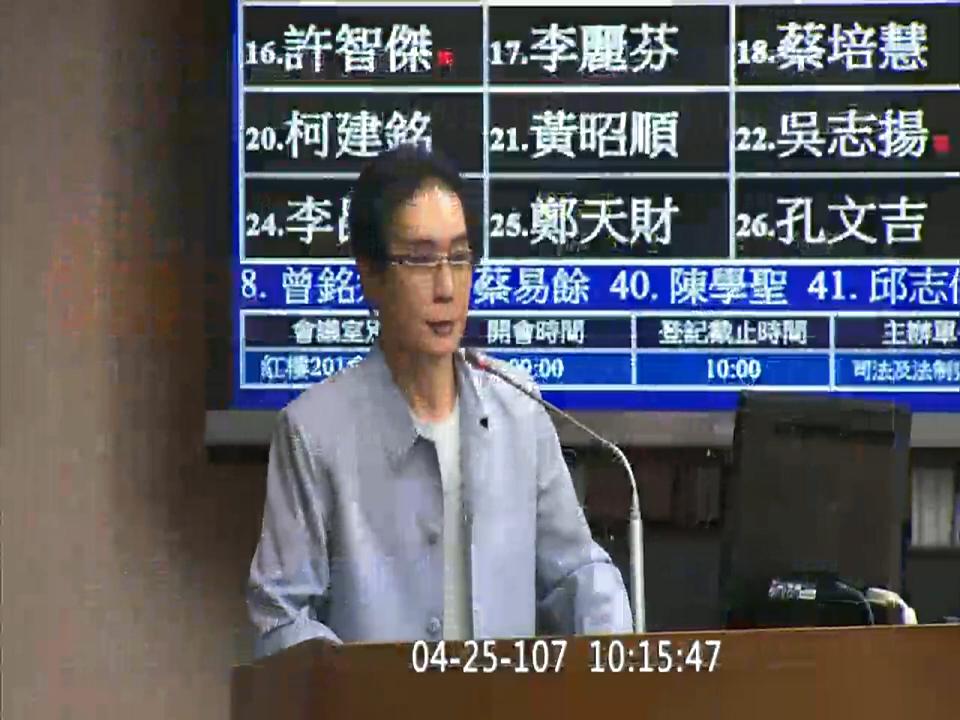 16.許智傑 17.李麗芬 18.蔡培慧
20.柯建銘 21.黃昭順 22.吳志揚
24.李 25.鄭天財 26.孔文吉
8. 曾銘 蔡易餘 40. 陳學聖 41. 邱志
會議室 開會時間 登記截止時間 主辦單
紅樓201 09:00 10:00 司法及法制
04-25-107 10:15:47